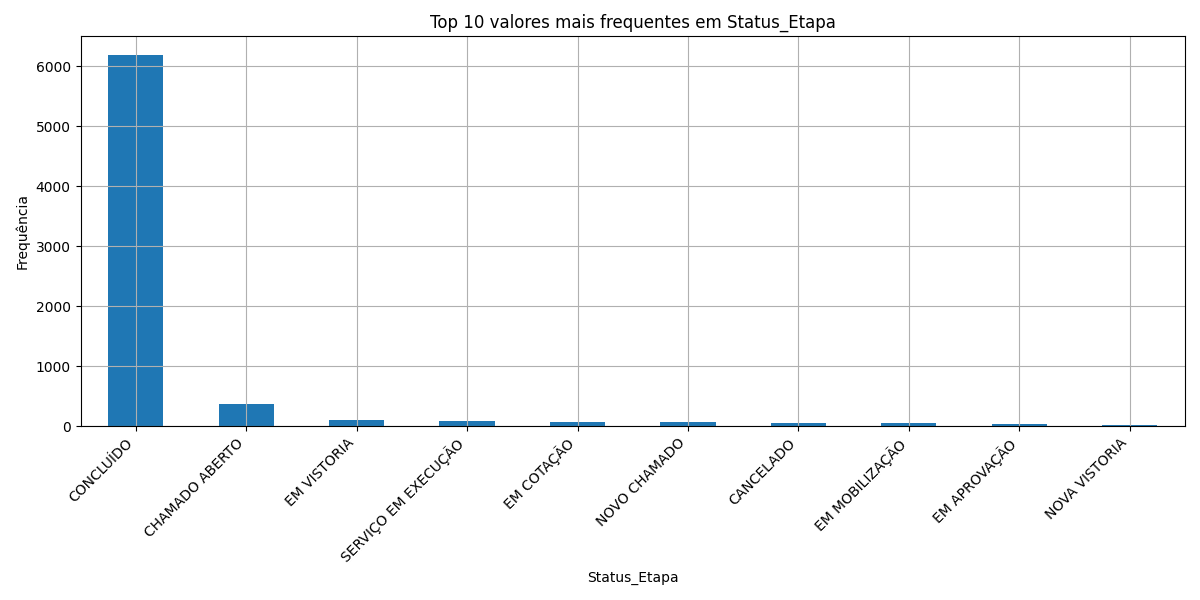 Top 10 valores mais frequentes em Status_Etapa
Frequência
6000
5000
4000
3000
2000
1000
0
CONCLUÍDO
CHAMADO ABERTO
EM VISTORIA
SERVIÇO EM EXECUÇÃO
EM COTAÇÃO
NOVO CHAMADO
CANCELADO
EM MOBILIZAÇÃO
EM APROVAÇÃO
NOVA VISTORIA
Status_Etapa